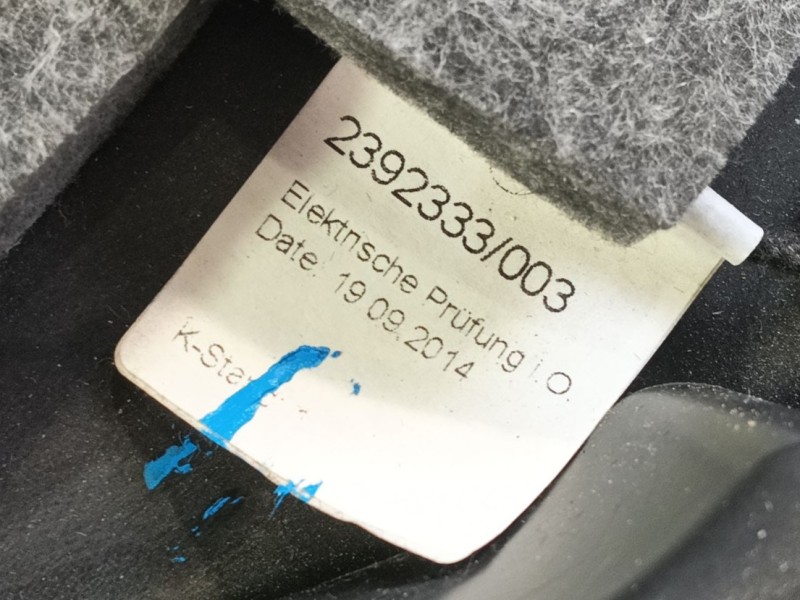 2392333/003
Elektrische Prüfung i.O.
Date: 19.09.2014